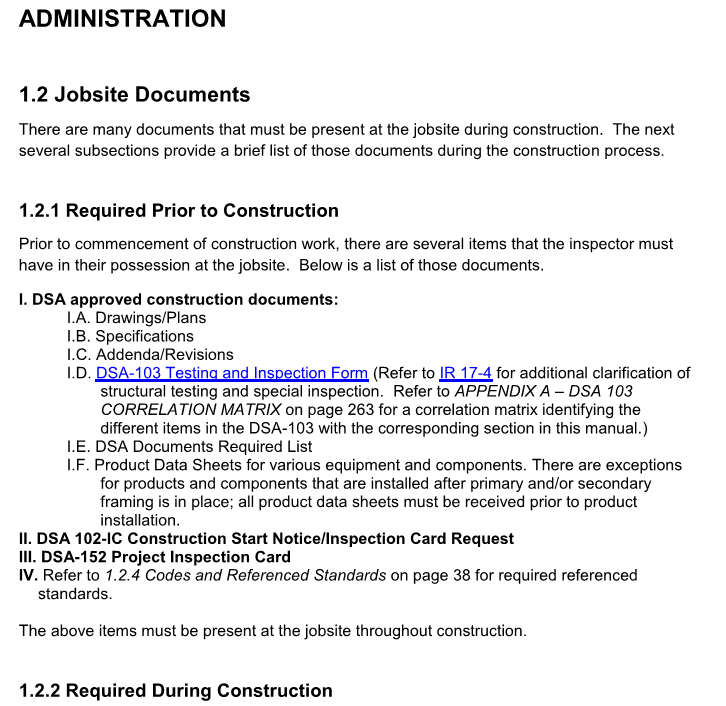 ADMINISTRATION
1.2 Jobsite Documents
There are many documents that must be present at the jobsite during construction.  The next
several subsections provide a brief list of those documents during the construction process.
1.2.1 Required Prior to Construction
Prior to commencement of construction work, there are several items that the inspector must
have in their possession at the jobsite.  Below is a list of those documents.
I. DSA approved construction documents:
I.A. Drawings/Plans
I.B. Specifications
I.C. Addenda/Revisions
I.D. DSA-103 Testing and Inspection Form (Refer to IR 17-4 for additional clarification of
structural testing and special inspection.  Refer to APPENDIX A – DSA 103
CORRELATION MATRIX on page 263 for a correlation matrix identifying the
different items in the DSA-103 with the corresponding section in this manual.)
I.E. DSA Documents Required List
I.F. Product Data Sheets for various equipment and components. There are exceptions
for products and components that are installed after primary and/or secondary
framing is in place; all product data sheets must be received prior to product
installation.
II. DSA 102-IC Construction Start Notice/Inspection Card Request
III. DSA-152 Project Inspection Card
IV. Refer to 1.2.4 Codes and Referenced Standards on page 38 for required referenced
standards.
The above items must be present at the jobsite throughout construction.
1.2.2 Required During Construction